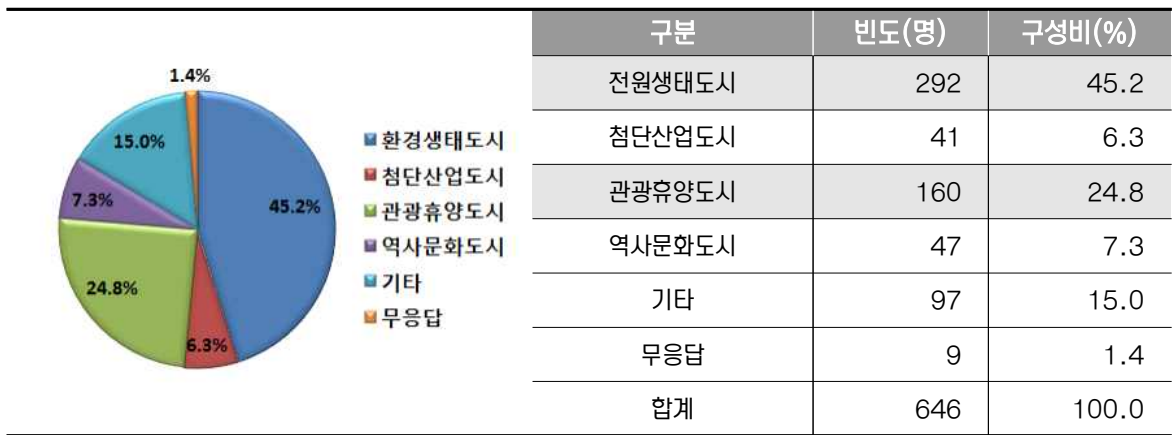 1.4%
15.0%
7.3%
45.2%
24.8%
6.3%
환경생태도시
첨단산업도시
관광휴양도시
역사문화도시
기타
무응답
구분 빈도(명) 구성비(%)
전원생태도시 292 45.2
첨단산업도시 41 6.3
관광휴양도시 160 24.8
역사문화도시 47 7.3
기타 97 15.0
무응답 9 1.4
합계 646 100.0